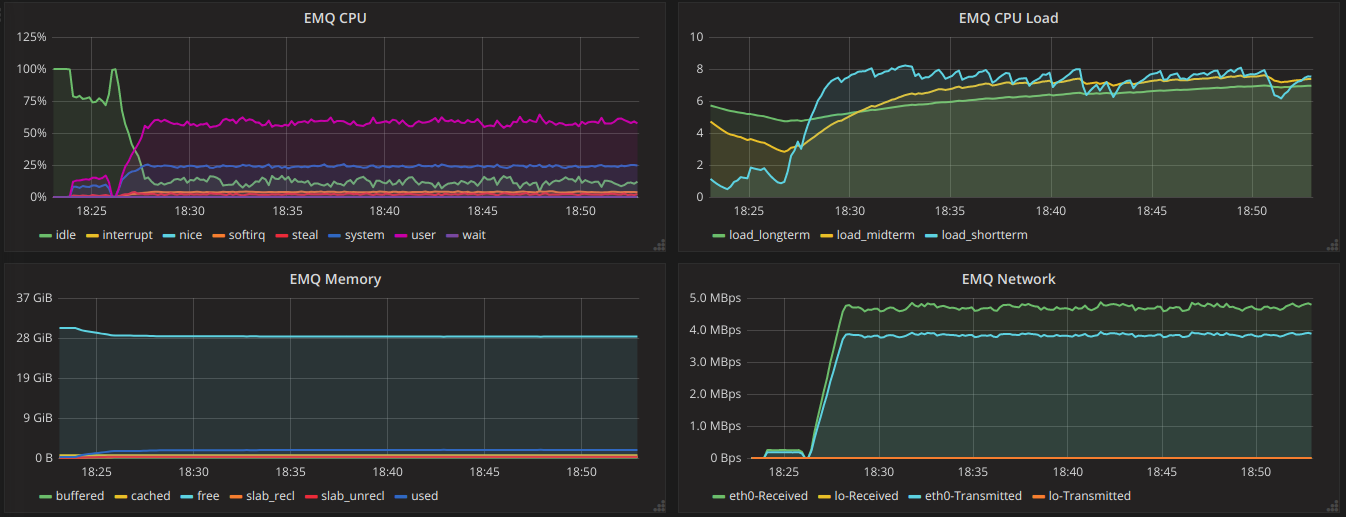 EMQ CPU
125%
100%
75%
50%
25%
0%
18:25 18:30 18:35 18:40 18:45 18:50
idle interrupt nice softirq steal system user wait
EMQ CPU Load
10
8
6
4
2
0
18:25 18:30 18:35 18:40 18:45 18:50
load_longterm load_midterm load_shortterm
EMQ Memory
37 GiB
28 GiB
19 GiB
9 GiB
0 B
18:25 18:30 18:35 18:40 18:45 18:50
buffered cached free slab_recl slab_unrecl used
EMQ Network
5.0 MBps
4.0 MBps
3.0 MBps
2.0 MBps
1.0 MBps
0 Bps
18:25 18:30 18:35 18:40 18:45 18:50
eth0-Received lo-Received eth0-Transmitted lo-Transmitted